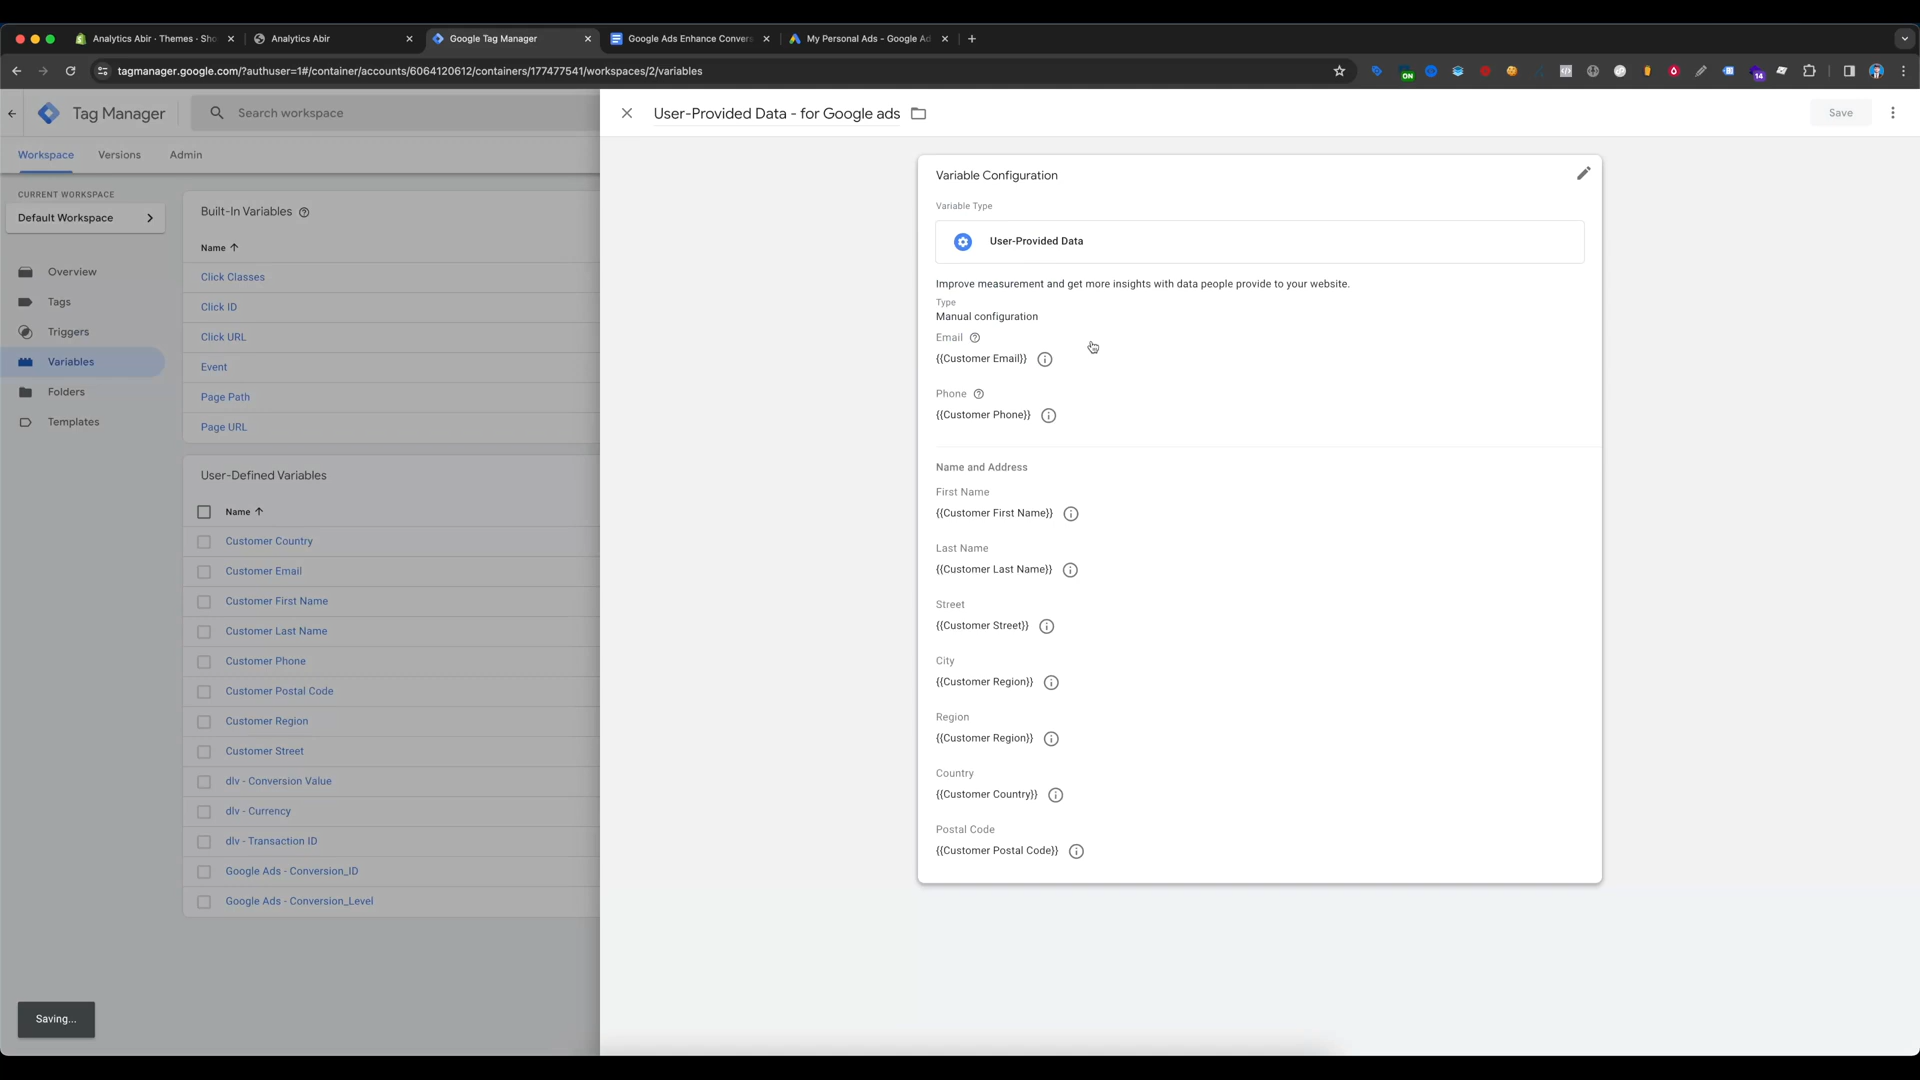 Analytics Abir · Themes · Sho
Analytics Abir
Google Tag Manager
Google Ads Enhance Conver
My Personal Ads - Google Ad
tagmanager.google.com/?authuser=1#/container/accounts/6064120612/containers/177477541/workspaces/2/variables
ON
14
Tag Manager
Search workspace
User-Provided Data - for Google ads
Save
Workspace
Versions
Admin
CURRENT WORKSPACE
Default Workspace
Overview
Tags
Triggers
Variables
Folders
Templates
Built-In Variables
Name
Click Classes
Click ID
Click URL
Event
Page Path
Page URL
User-Defined Variables
Name
Customer Country
Customer Email
Customer First Name
Customer Last Name
Customer Phone
Customer Postal Code
Customer Region
Customer Street
dlv - Conversion Value
dlv - Currency
dlv - Transaction ID
Google Ads - Conversion_ID
Google Ads - Conversion_Level
Variable Configuration
Variable Type
User-Provided Data
Improve measurement and get more insights with data people provide to your website.
Type
Manual configuration
Email
{{Customer Email}}
Phone
{{Customer Phone}}
Name and Address
First Name
{{Customer First Name}}
Last Name
{{Customer Last Name}}
Street
{{Customer Street}}
City
{{Customer Region}}
Region
{{Customer Region}}
Country
{{Customer Country}}
Postal Code
{{Customer Postal Code}}
Saving...